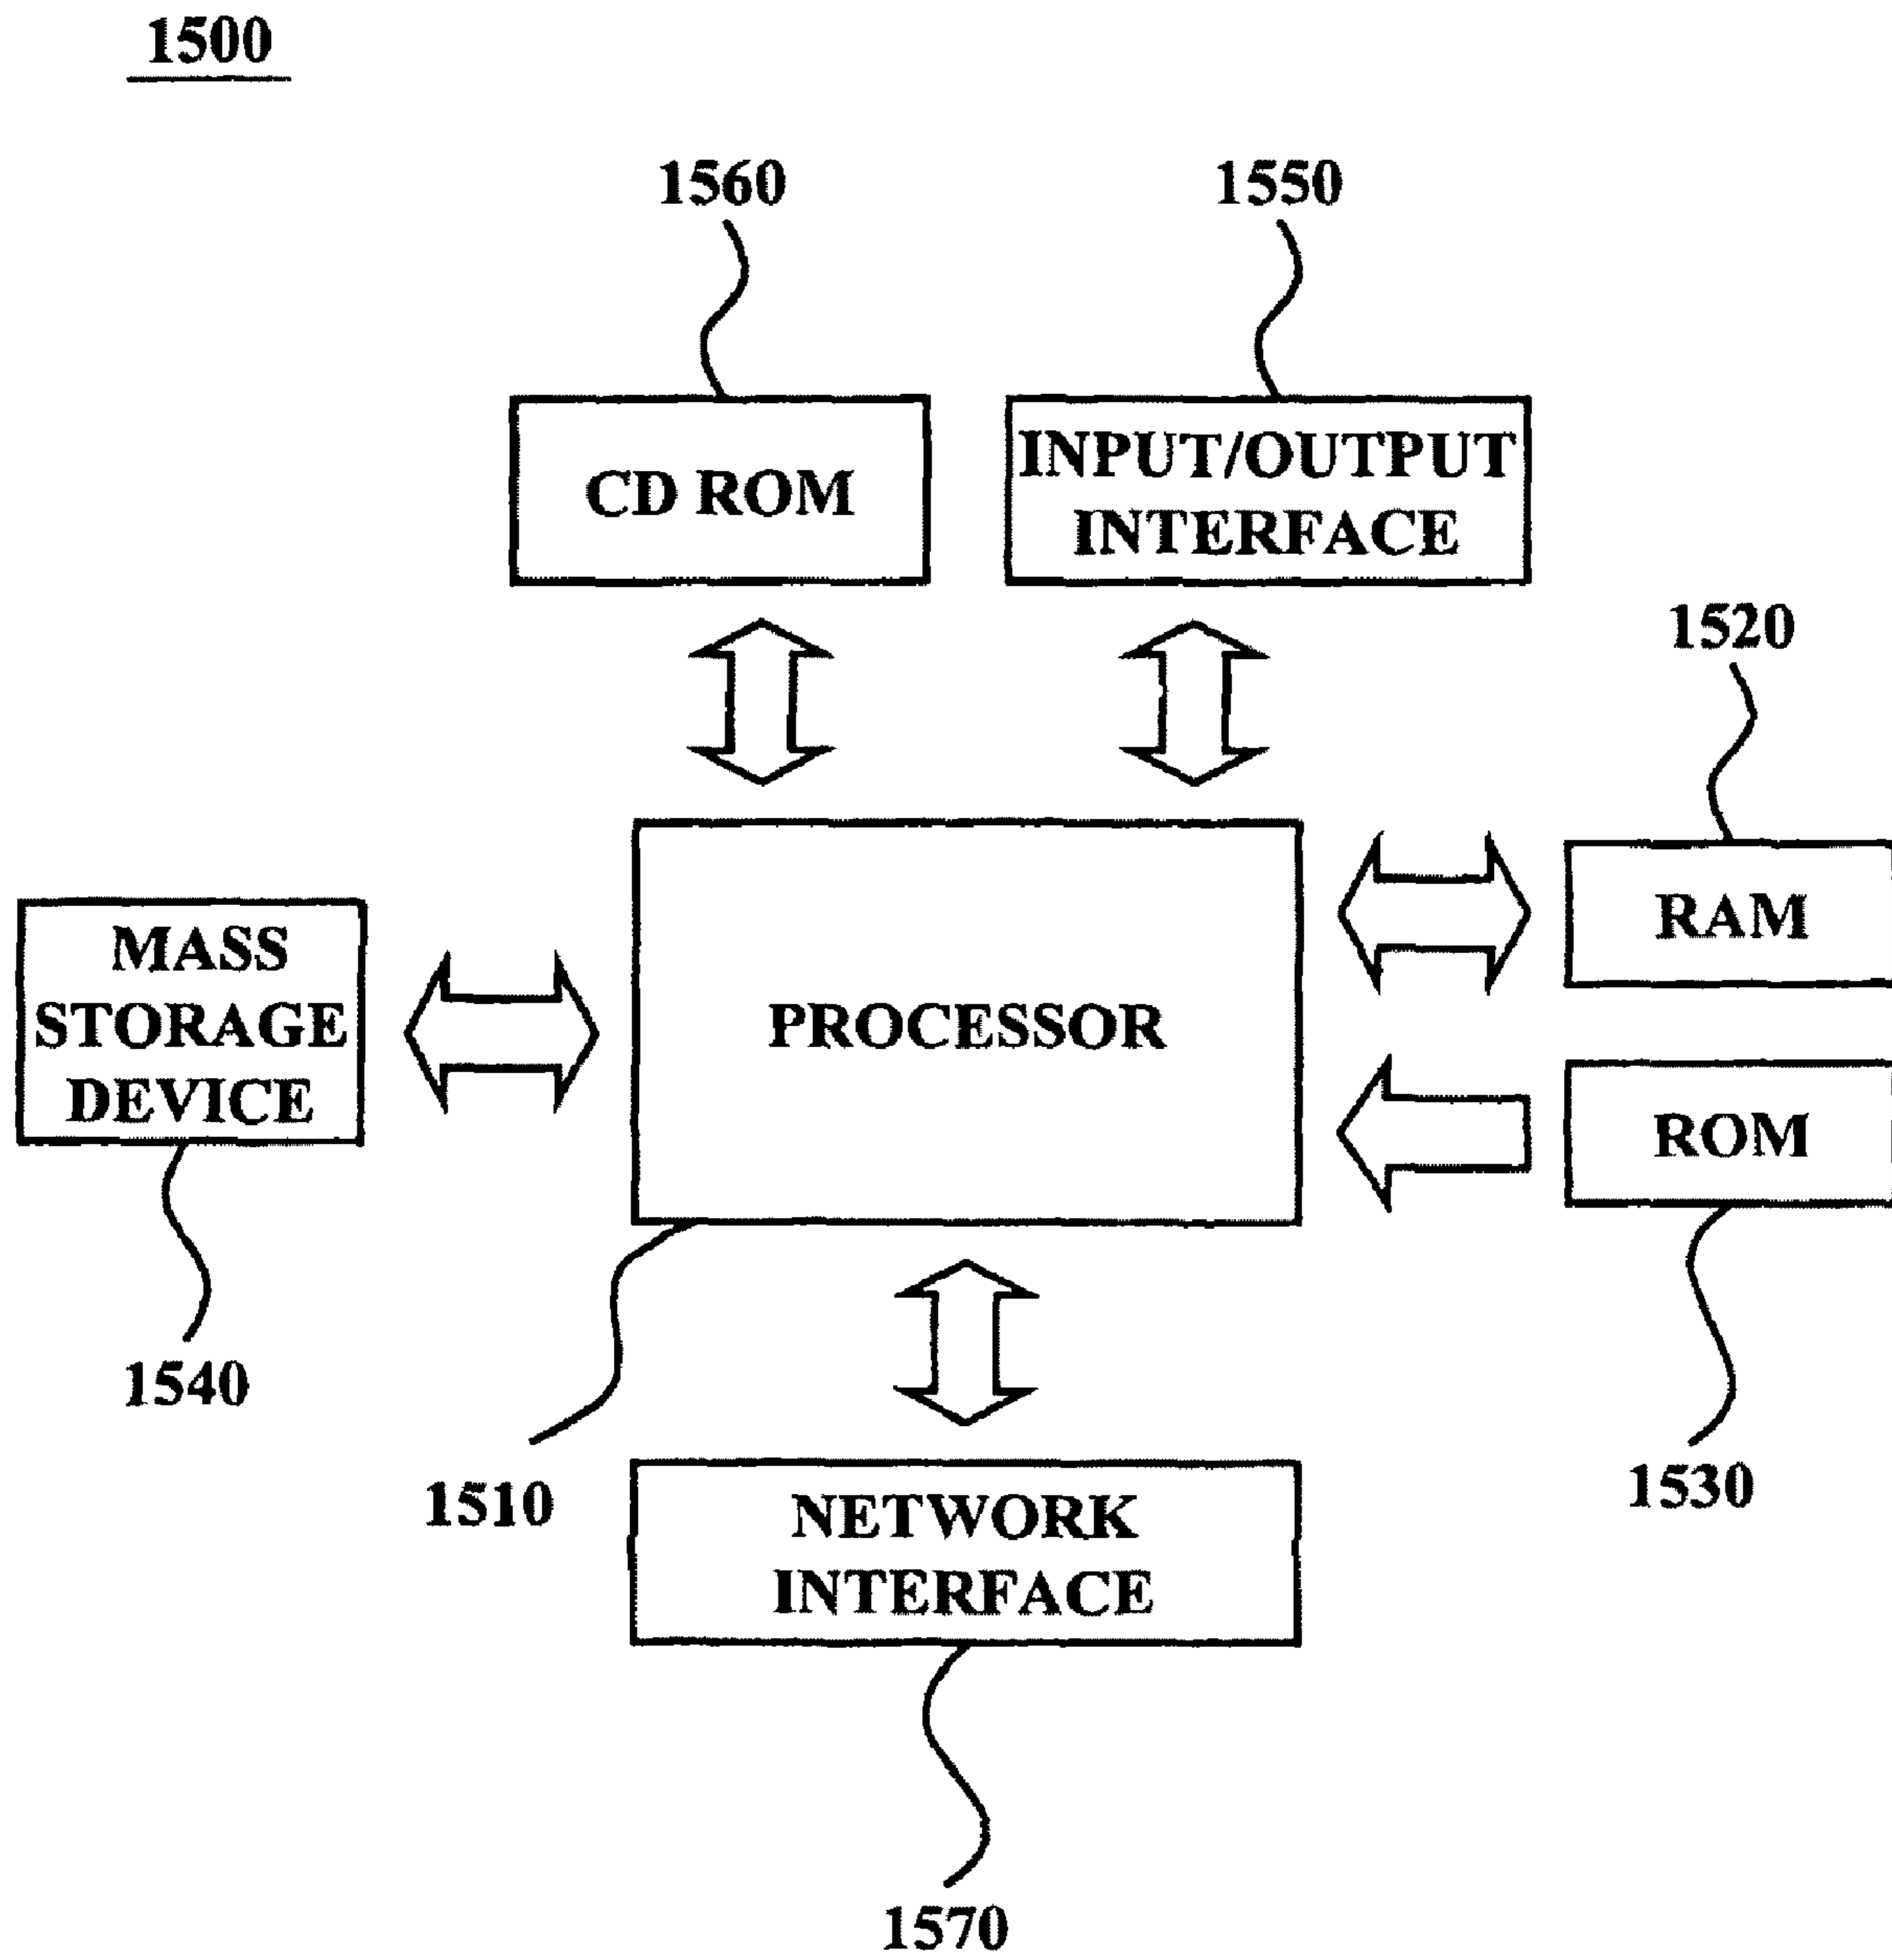 1500
1560
1550
CD ROM
INPUT/OUTPUT
INTERFACE
1520
RAM
MASS
STORAGE
DEVICE
PROCESSOR
ROM
1540
1510
1530
NETWORK
INTERFACE
1570